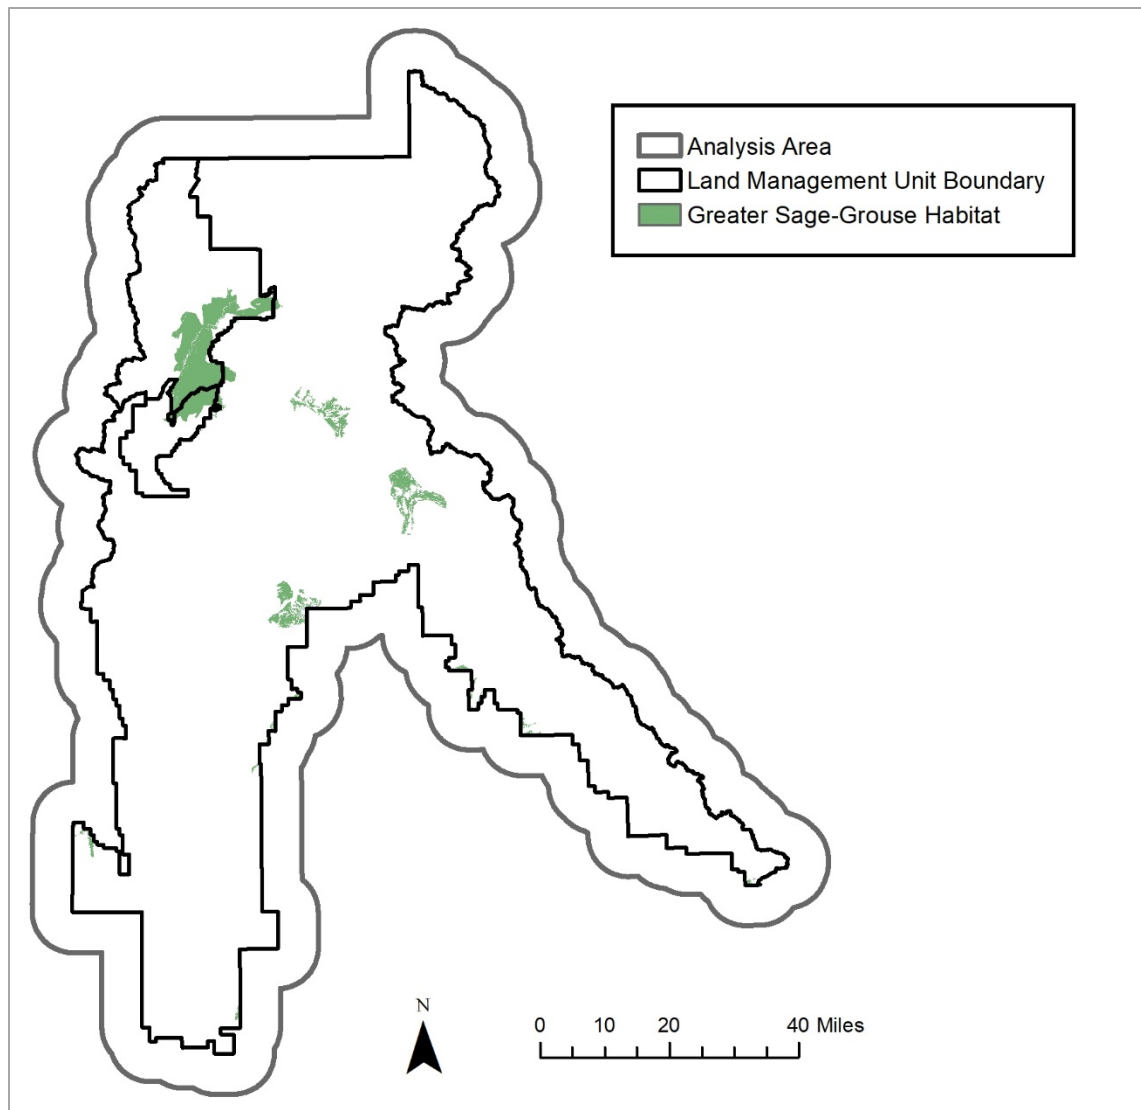 Analysis Area
Land Management Unit Boundary
Greater Sage-Grouse Habitat
N
0 10 20 40 Miles